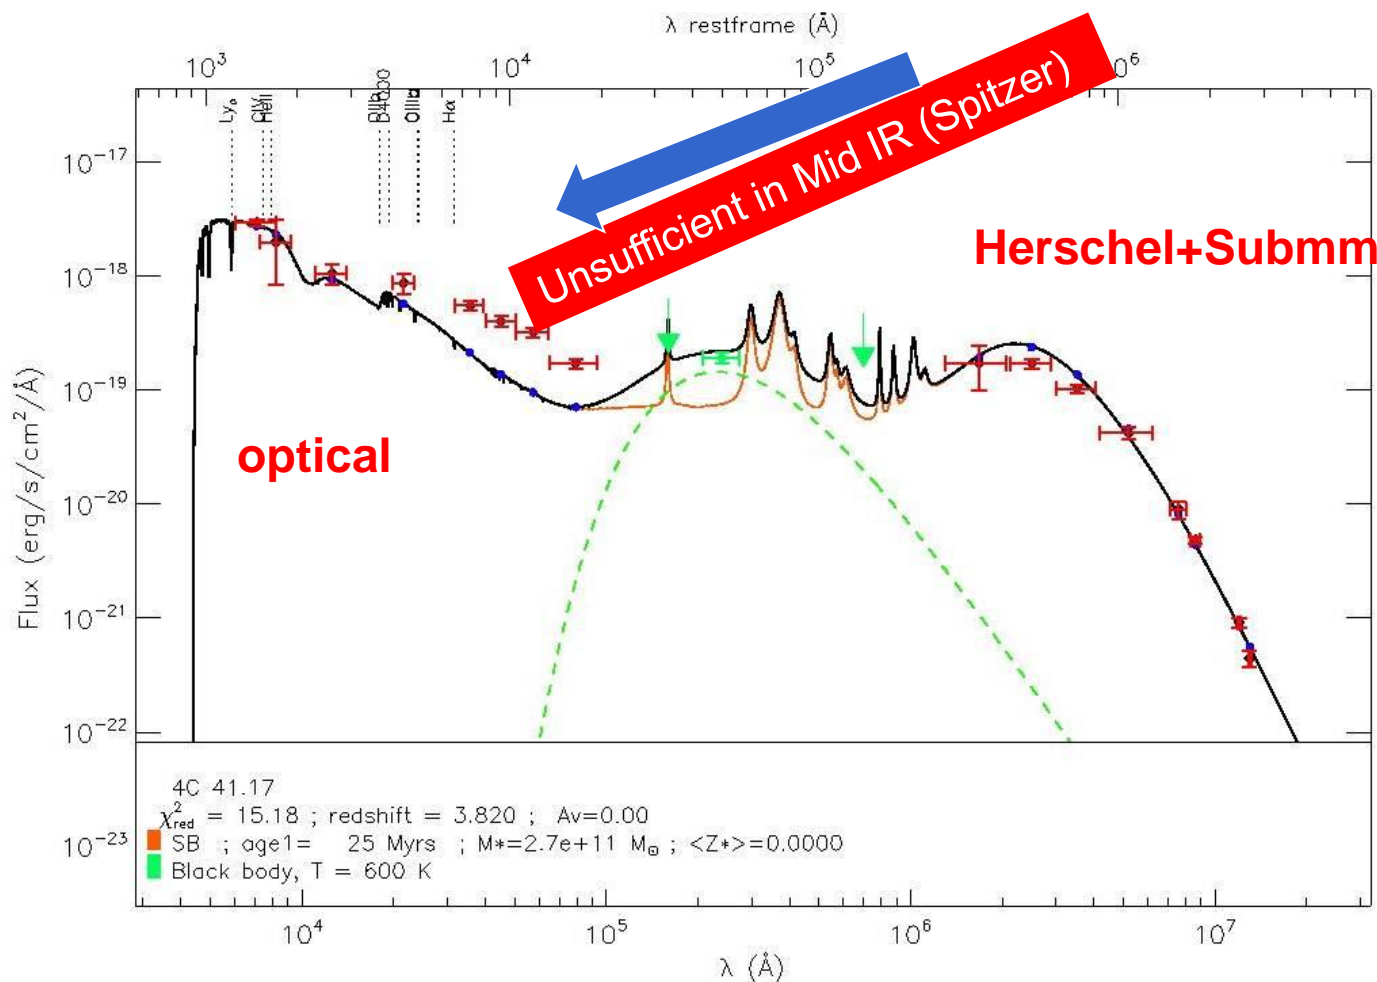 λ restframe (Å)
10³ 10⁴ 10⁵ 10⁶
Lyα
HeII
OIIIb
Hα
Unsufficient in Mid IR (Spitzer)
Herschel+Submm
optical
Flux (erg/s/cm²/Å)
10⁻¹⁷
10⁻¹⁸
10⁻¹⁹
10⁻²⁰
10⁻²¹
10⁻²²
10⁻²³
4C 41.17
χ²red = 15.18 ; redshift = 3.820 ; Av=0.00
SB ; age1= 25 Myrs ; M*=2.7e+11 M⊙ ; <Z*>=0.0000
Black body, T = 600 K
10⁴ 10⁵ 10⁶ 10⁷
λ (Å)